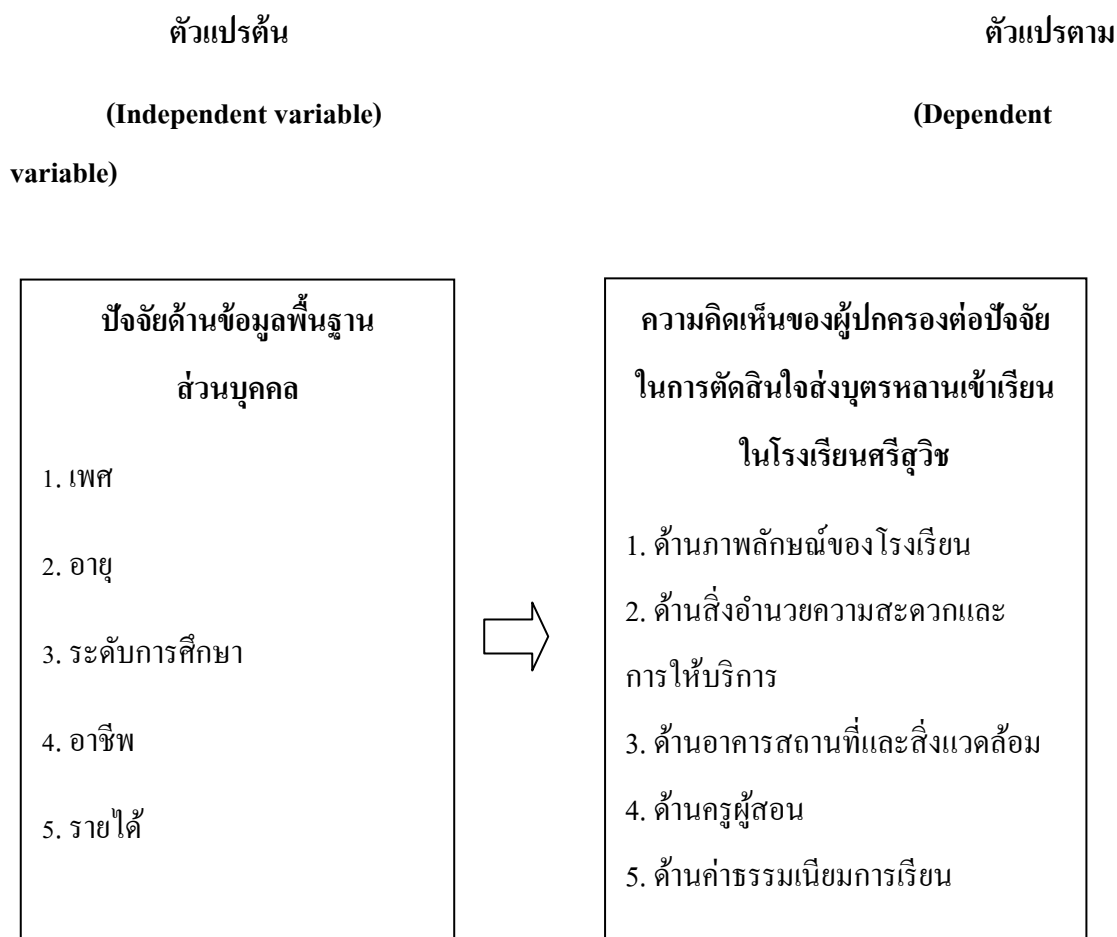 ตัวแปรต้น ตัวแปรตาม
(Independent variable) (Dependent
variable)
ปัจจัยด้านข้อมูลพื้นฐาน
ส่วนบุคคล
1. เพศ
2. อายุ
3. ระดับการศึกษา
4. อาชีพ
5. รายได้
ความคิดเห็นของผู้ปกครองต่อปัจจัย
ในการตัดสินใจส่งบุตรหลานเข้าเรียน
ในโรงเรียนศรีสุวิช
1. ด้านภาพลักษณ์ของโรงเรียน
2. ด้านสิ่งอำนวยความสะดวกและ
การให้บริการ
3. ด้านอาคารสถานที่และสิ่งแวดล้อม
4. ด้านครูผู้สอน
5. ด้านค่าธรรมเนียมการเรียน